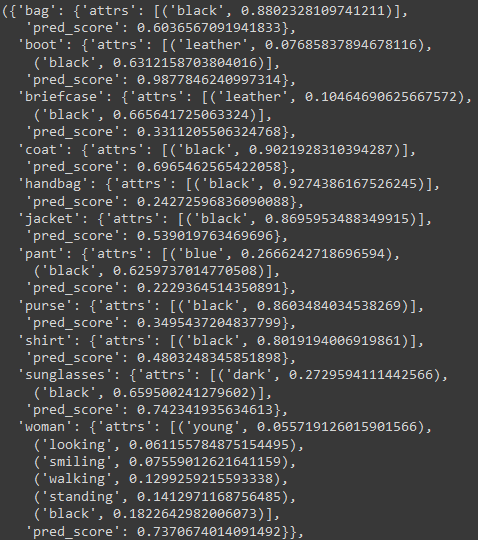 ({'bag': {'attrs': [('black', 0.8802328109741211)],
'pred_score': 0.6036567091941833},
'boot': {'attrs': [('leather', 0.07685837894678116),
('black', 0.6312158703804016)],
'pred_score': 0.9877846240997314},
'briefcase': {'attrs': [('leather', 0.10464690625667572),
('black', 0.665641725063324)],
'pred_score': 0.3311205506324768},
'coat': {'attrs': [('black', 0.9021928310394287)],
'pred_score': 0.6965462565422058},
'handbag': {'attrs': [('black', 0.9274386167526245)],
'pred_score': 0.24272596836090088},
'jacket': {'attrs': [('black', 0.8695953488349915)],
'pred_score': 0.539019763469696},
'pant': {'attrs': [('blue', 0.2666242718696594),
('black', 0.6259737014770508)],
'pred_score': 0.2229364514350891},
'purse': {'attrs': [('black', 0.8603484034538269)],
'pred_score': 0.3495437204837799},
'shirt': {'attrs': [('black', 0.8019194006919861)],
'pred_score': 0.4803248345851898},
'sunglasses': {'attrs': [('dark', 0.2729594111442566),
('black', 0.659500241279602)],
'pred_score': 0.742341935634613},
'woman': {'attrs': [('young', 0.055719126015901566),
('looking', 0.061155784875154495),
('smiling', 0.07559012621641159),
('walking', 0.1299259215593338),
('standing', 0.1412971168756485),
('black', 0.1822642982006073)],
'pred_score': 0.7370674014091492}},